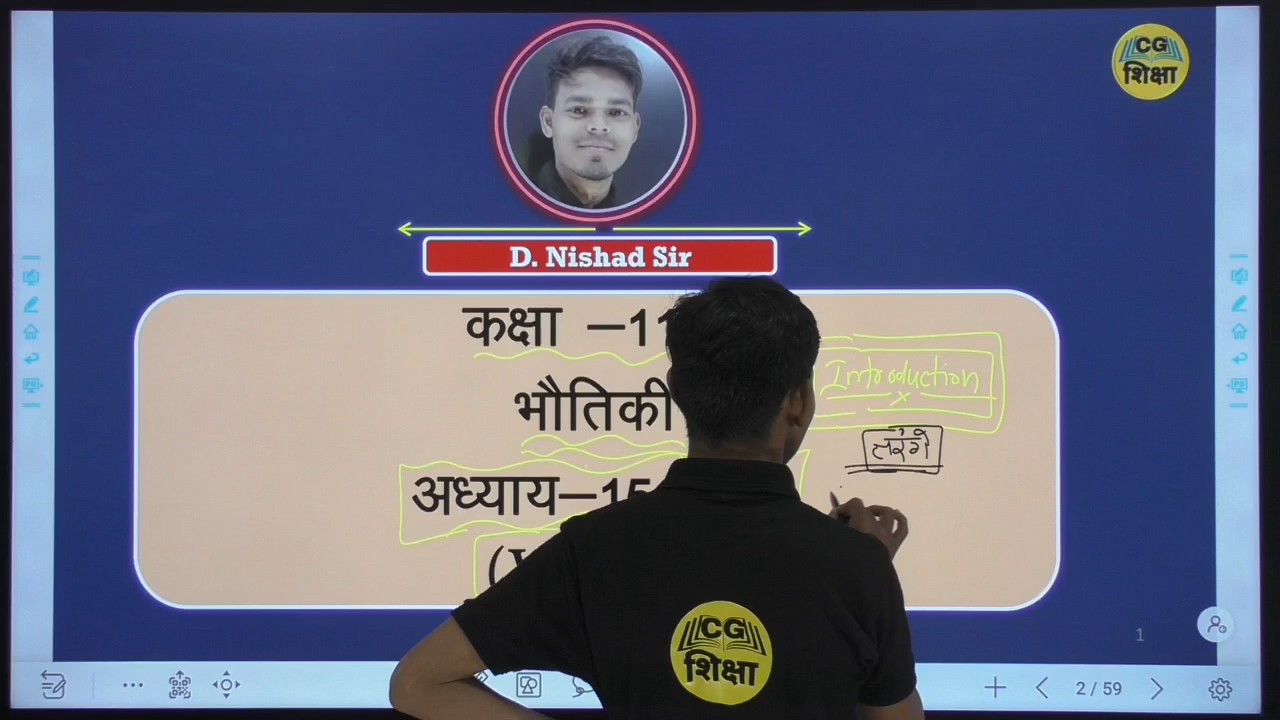 CG
शिक्षा
D. Nishad Sir
कक्षा –11
भौतिकी
Introduction
तरंगे
अध्याय–15
CG
शिक्षा
1
2 / 59